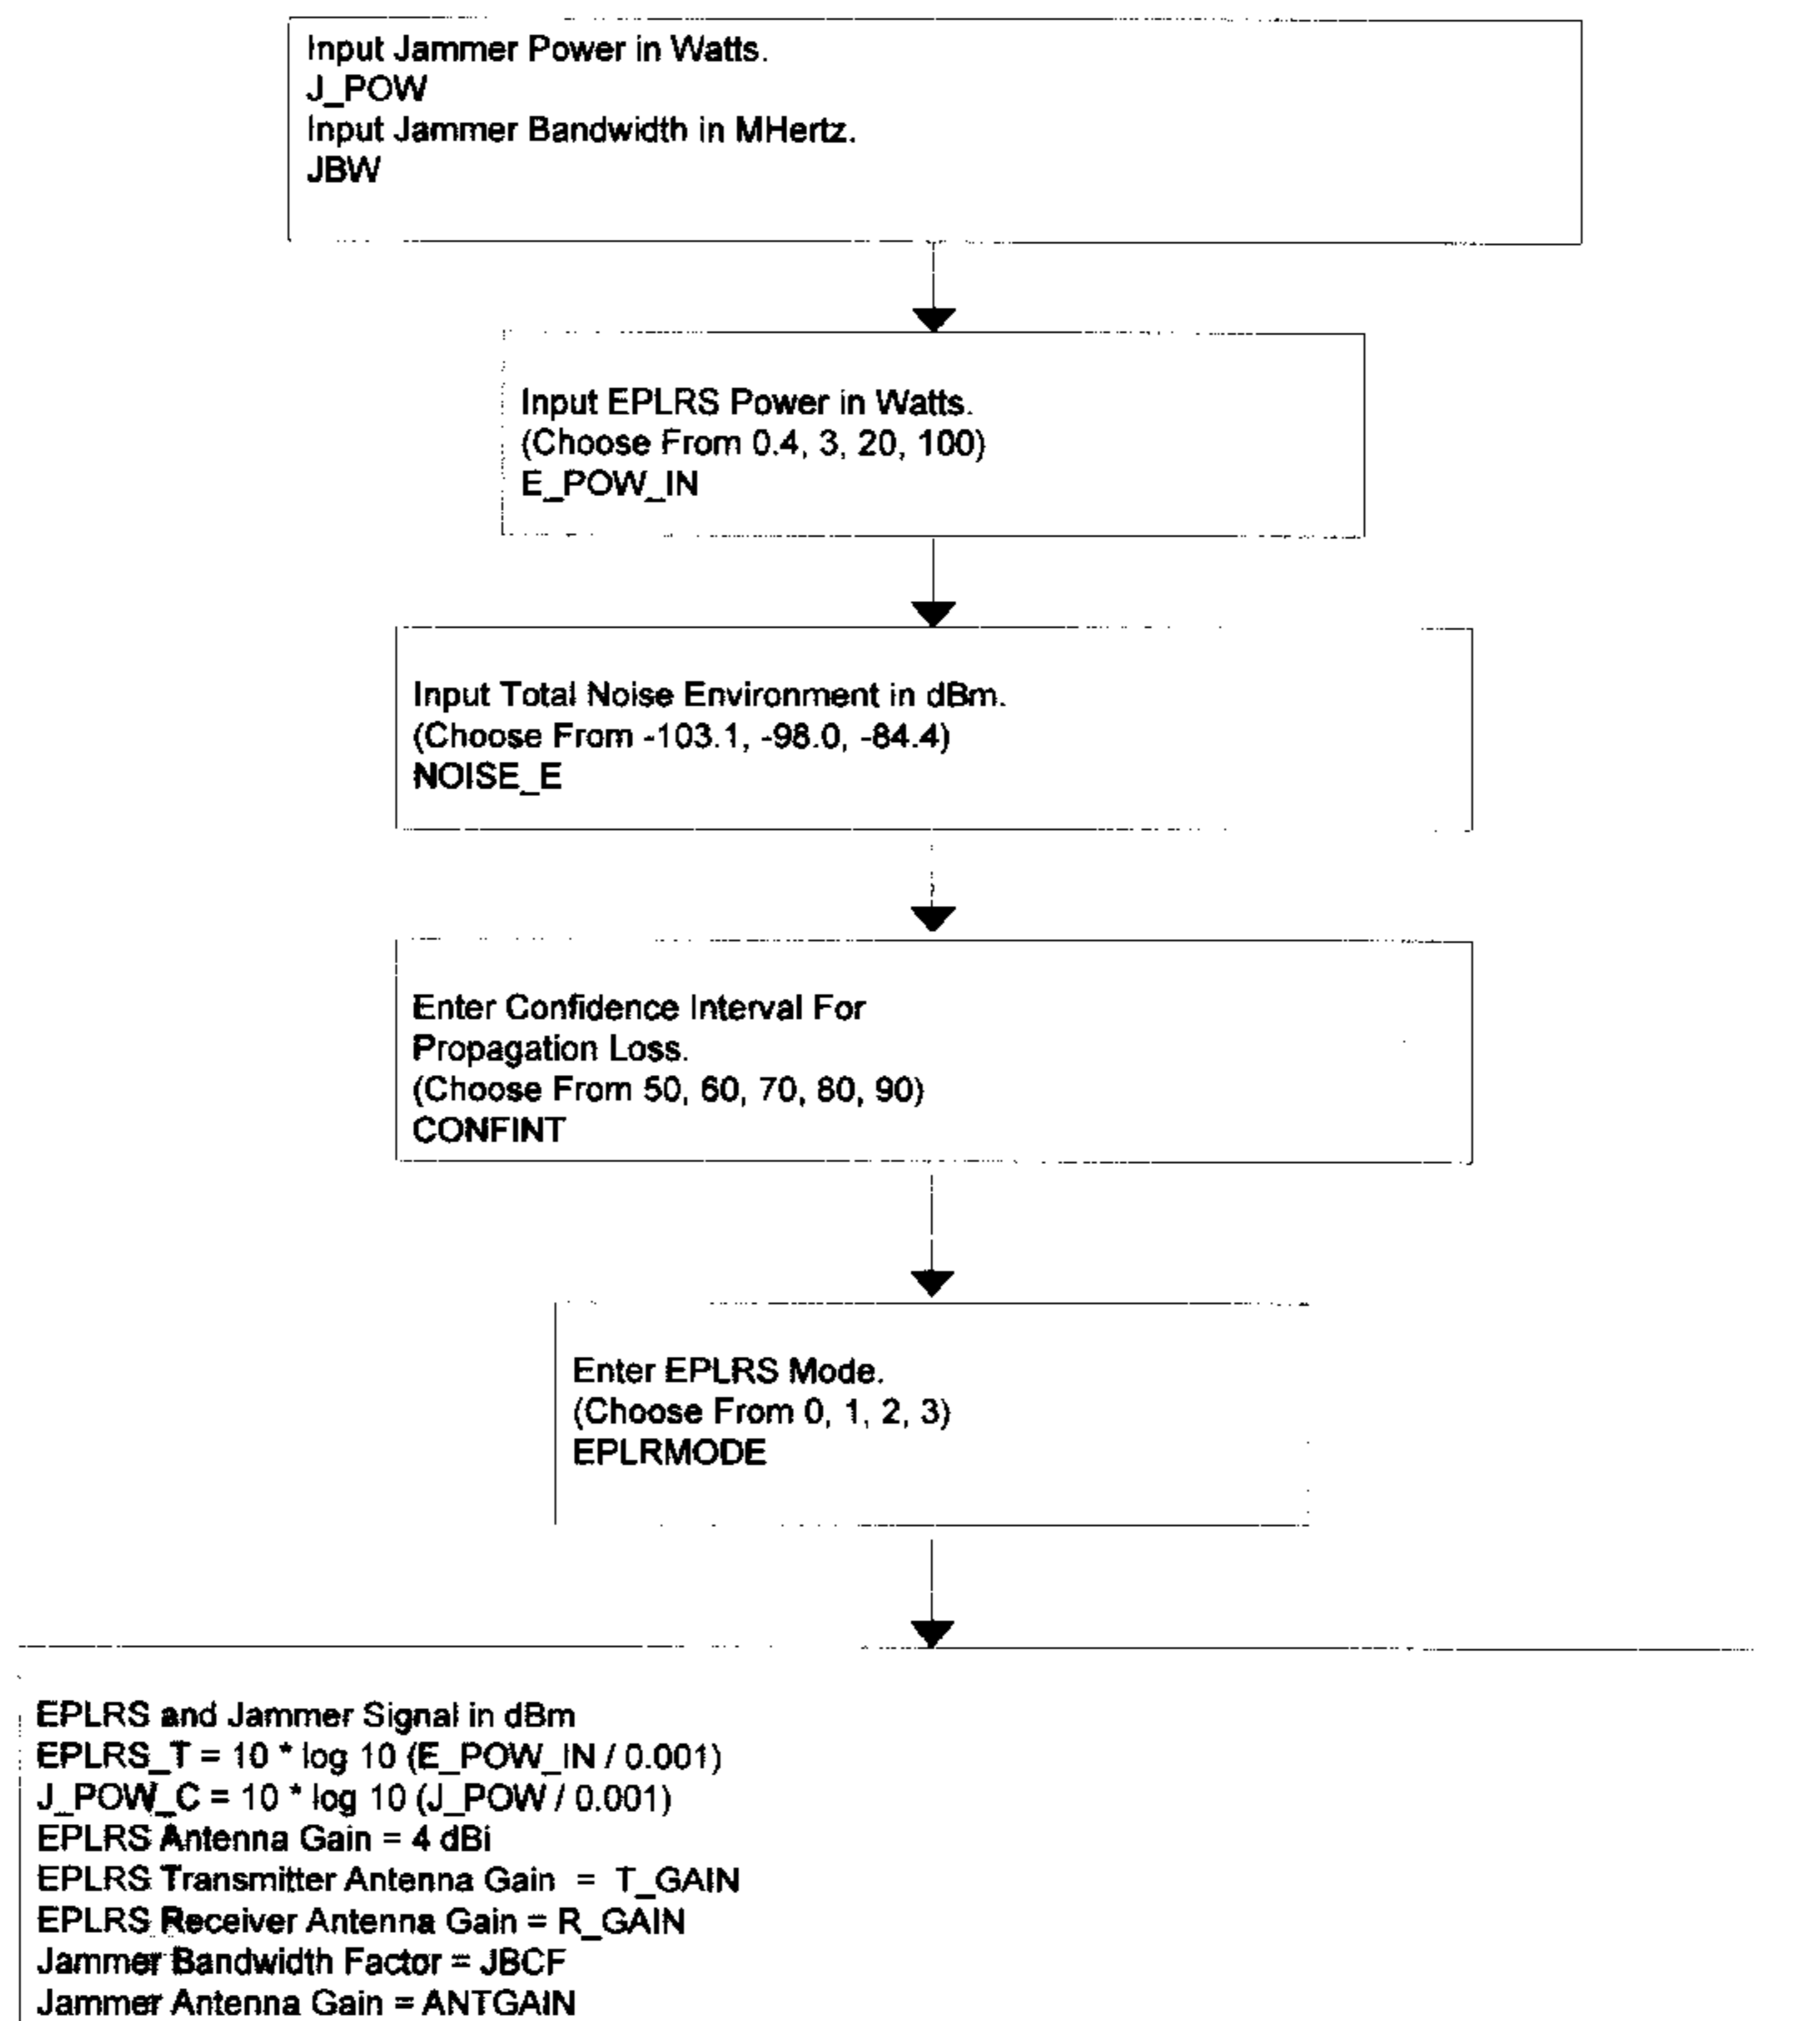 Input Jammer Power in Watts.
J_POW
Input Jammer Bandwidth in MHertz.
JBW
Input EPLRS Power in Watts.
(Choose From 0.4, 3, 20, 100)
E_POW_IN
Input Total Noise Environment in dBm.
(Choose From -103.1, -98.0, -84.4)
NOISE_E
Enter Confidence Interval For
Propagation Loss.
(Choose From 50, 60, 70, 80, 90)
CONFINT
Enter EPLRS Mode.
(Choose From 0, 1, 2, 3)
EPLRMODE
EPLRS and Jammer Signal in dBm
EPLRS_T = 10 * log 10 (E_POW_IN / 0.001)
J_POW_C = 10 * log 10 (J_POW / 0.001)
EPLRS Antenna Gain = 4 dBi
EPLRS Transmitter Antenna Gain = T_GAIN
EPLRS Receiver Antenna Gain = R_GAIN
Jammer Bandwidth Factor = JBCF
Jammer Antenna Gain = ANTGAIN